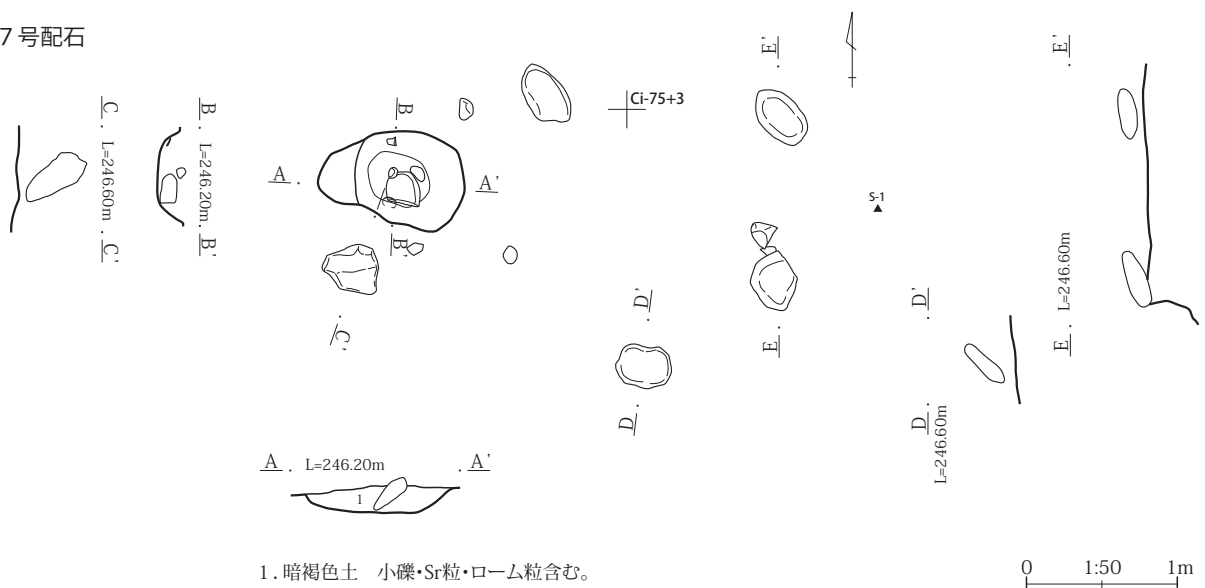 7号配石
Ci-75+3
S-1
A
A'
B
B'
C'
D'
D
E'
E
C L=246.60m C'
B L=246.20m B'
D'
D
L=246.60m
E'
E L=246.60m
A L=246.20m A'
1
1.暗褐色土 小礫・Sr粒・ローム粒含む。
0 1:50 1m